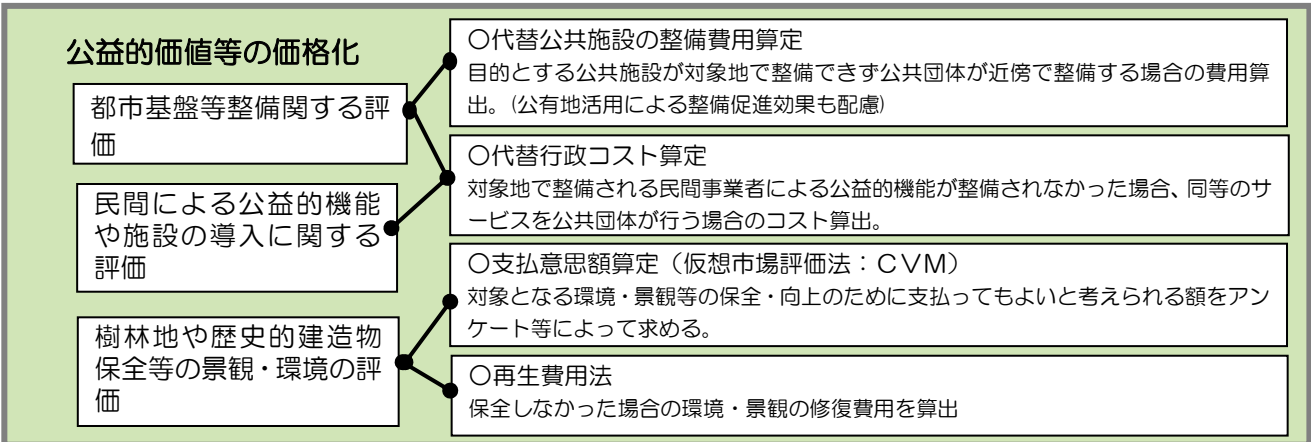 公益的価値等の価格化
都市基盤等整備関する評
価
民間による公益的機能
や施設の導入に関する
評価
樹林地や歴史的建造物
保全等の景観・環境の評
価
○代替公共施設の整備費用算定
目的とする公共施設が対象地で整備できず公共団体が近傍で整備する場合の費用算
出。(公有地活用による整備促進効果も配慮)
○代替行政コスト算定
対象地で整備される民間事業者による公益的機能が整備されなかった場合、同等のサ
ービスを公共団体が行う場合のコスト算出。
○支払意思額算定（仮想市場評価法：ＣＶＭ）
対象となる環境・景観等の保全・向上のために支払ってもよいと考えられる額をアン
ケート等によって求める。
○再生費用法
保全しなかった場合の環境・景観の修復費用を算出